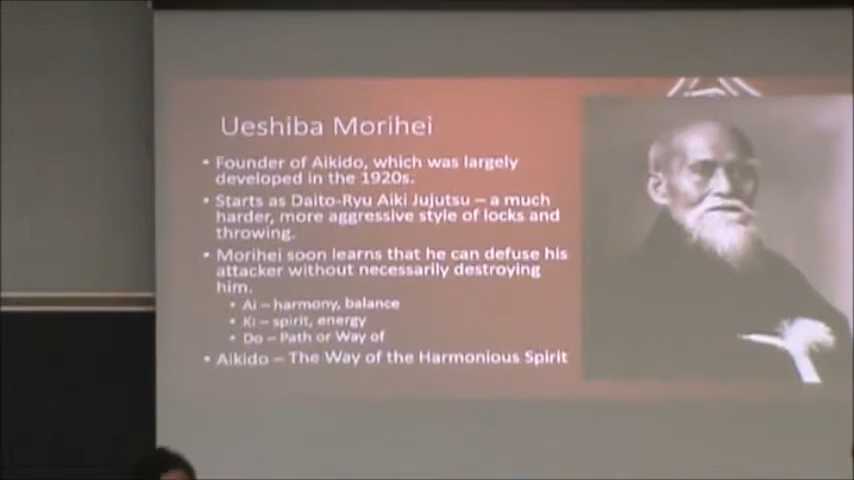 Ueshiba Morihei
• Founder of Aikido, which was largely
developed in the 1920s.
• Starts as Daito-Ryu Aiki Jujutsu – a much
harder, more aggressive style of locks and
throwing.
• Morihei soon learns that he can defuse his
attacker without necessarily destroying
him.
• Ai – harmony, balance
• Ki – spirit, energy
• Do – Path or Way of
• Aikido – The Way of the Harmonious Spirit